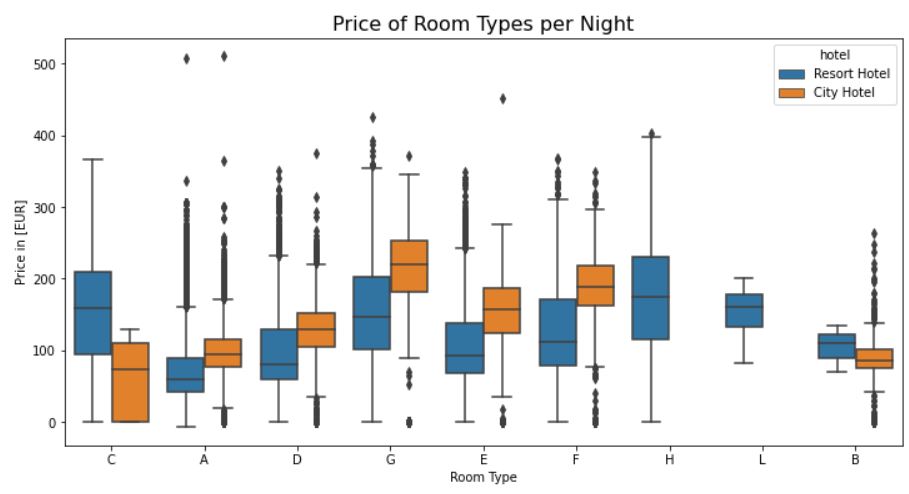 Price of Room Types per Night
hotel
Resort Hotel
City Hotel
Price in [EUR]
500
400
300
200
100
0
C A D G E F H L B
Room Type